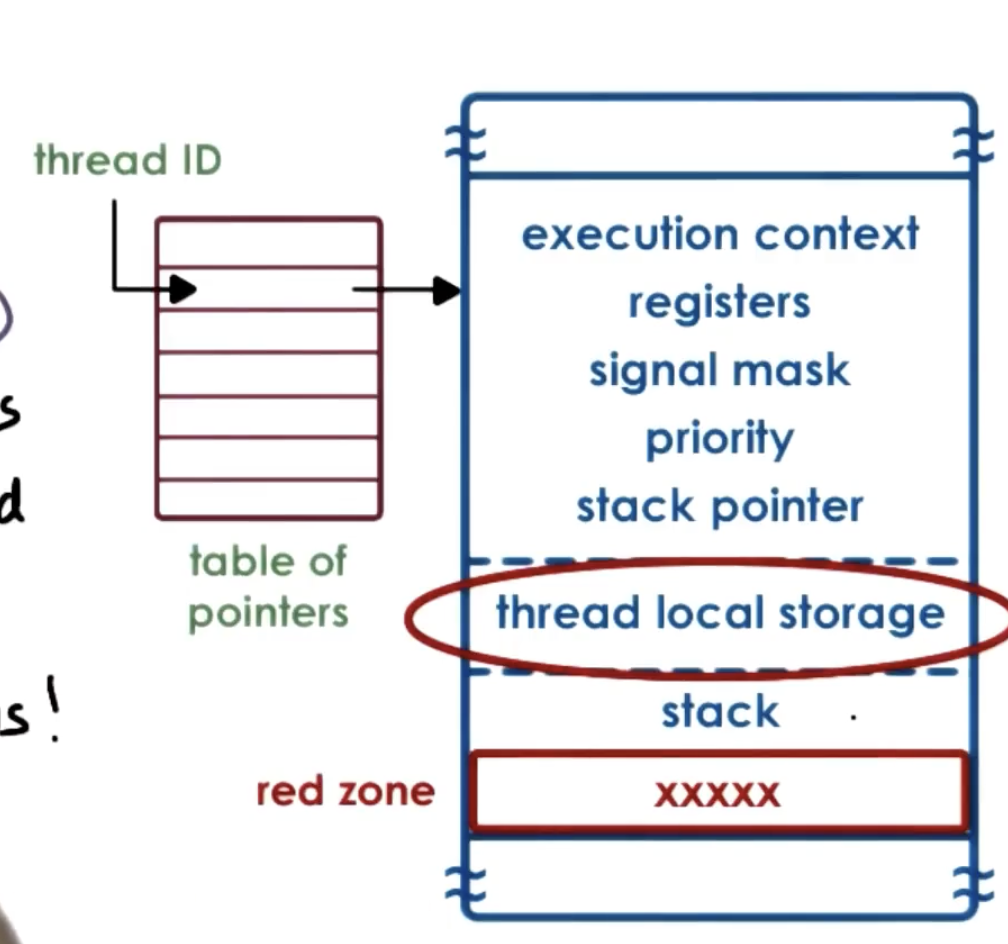 thread ID
execution context
registers
signal mask
priority
stack pointer
table of
pointers
thread local storage
s
d
s!
stack
red zone
xxxxx